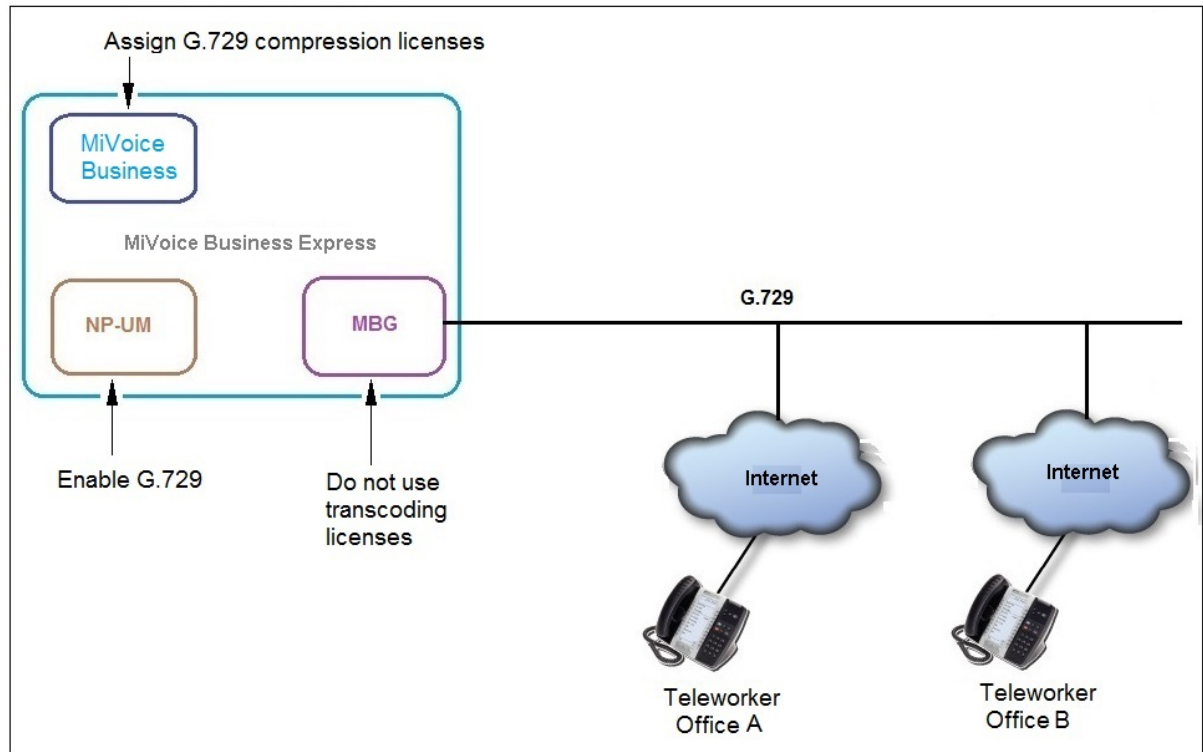 Assign G.729 compression licenses
MiVoice
Business
MiVoice Business Express
NP-UM
MBG
G.729
Enable G.729
Do not use
transcoding
licenses
Internet
Internet
Teleworker
Office A
Teleworker
Office B